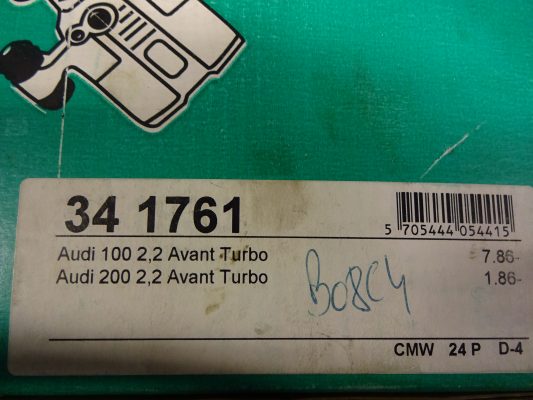 34 1761
5 705444 054415
Audi 100 2,2 Avant Turbo 7.86-
Audi 200 2,2 Avant Turbo 1.86-
BOSCH
CMW 24 P D-4